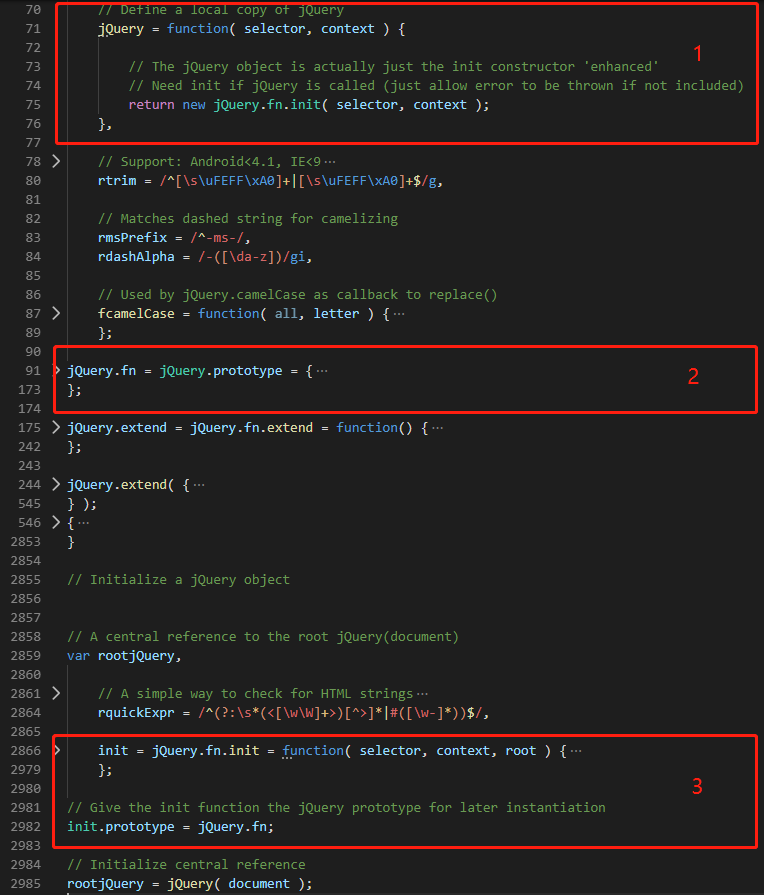 70 // Define a local copy of jQuery
71 jQuery = function( selector, context ) {
72
73 // The jQuery object is actually just the init constructor 'enhanced'
1
74 // Need init if jQuery is called (just allow error to be thrown if not included)
75 return new jQuery.fn.init( selector, context );
76 },
77
78 // Support: Android<4.1, IE<9 ···
80 rtrim = /^[\s\uFEFF\xA0]+|[\s\uFEFF\xA0]+$/g,
81
82 // Matches dashed string for camelizing
83 rmsPrefix = /^-ms-/,
84 rdashAlpha = /-([\da-z])/gi,
85
86 // Used by jQuery.camelCase as callback to replace()
87 fcamelCase = function( all, letter ) { ···
89 };
90
91 jQuery.fn = jQuery.prototype = { ···
2
173 };
174
175 jQuery.extend = jQuery.fn.extend = function() { ···
242 };
243
244 jQuery.extend( { ···
545 } );
546 { ···
2853 }
2854
2855 // Initialize a jQuery object
2856
2857
2858 // A central reference to the root jQuery(document)
2859 var rootjQuery,
2860
2861 // A simple way to check for HTML strings ···
2864 rquickExpr = /^(?:\s*(<[\w\W]+>)[^>]*|#([\w-]*))$/,
2865
2866 init = jQuery.fn.init = function( selector, context, root ) { ···
2979 };
2980
3
2981 // Give the init function the jQuery prototype for later instantiation
2982 init.prototype = jQuery.fn;
2983
2984 // Initialize central reference
2985 rootjQuery = jQuery( document );